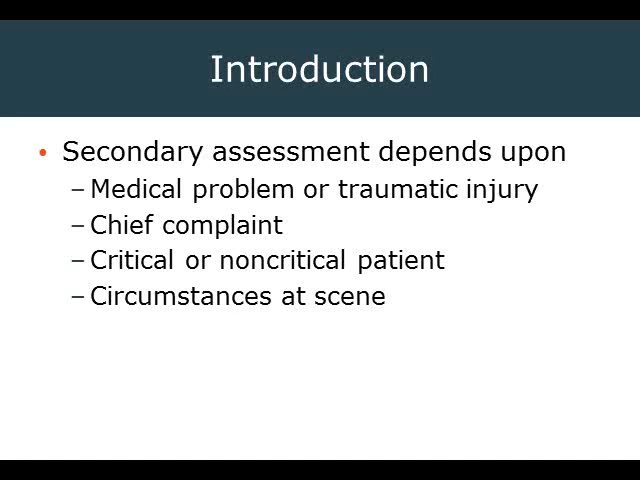 Introduction
• Secondary assessment depends upon
– Medical problem or traumatic injury
– Chief complaint
– Critical or noncritical patient
– Circumstances at scene